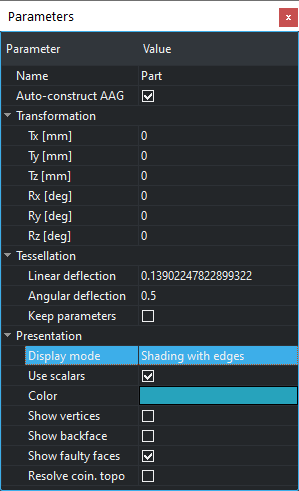 Parameters x
Parameter Value
Name Part
Auto-construct AAG
Transformation
Tx [mm] 0
Ty [mm] 0
Tz [mm] 0
Rx [deg] 0
Ry [deg] 0
Rz [deg] 0
Tessellation
Linear deflection 0.13902247822899322
Angular deflection 0.5
Keep parameters
Presentation
Display mode Shading with edges
Use scalars
Color
Show vertices
Show backface
Show faulty faces
Resolve coin. topo